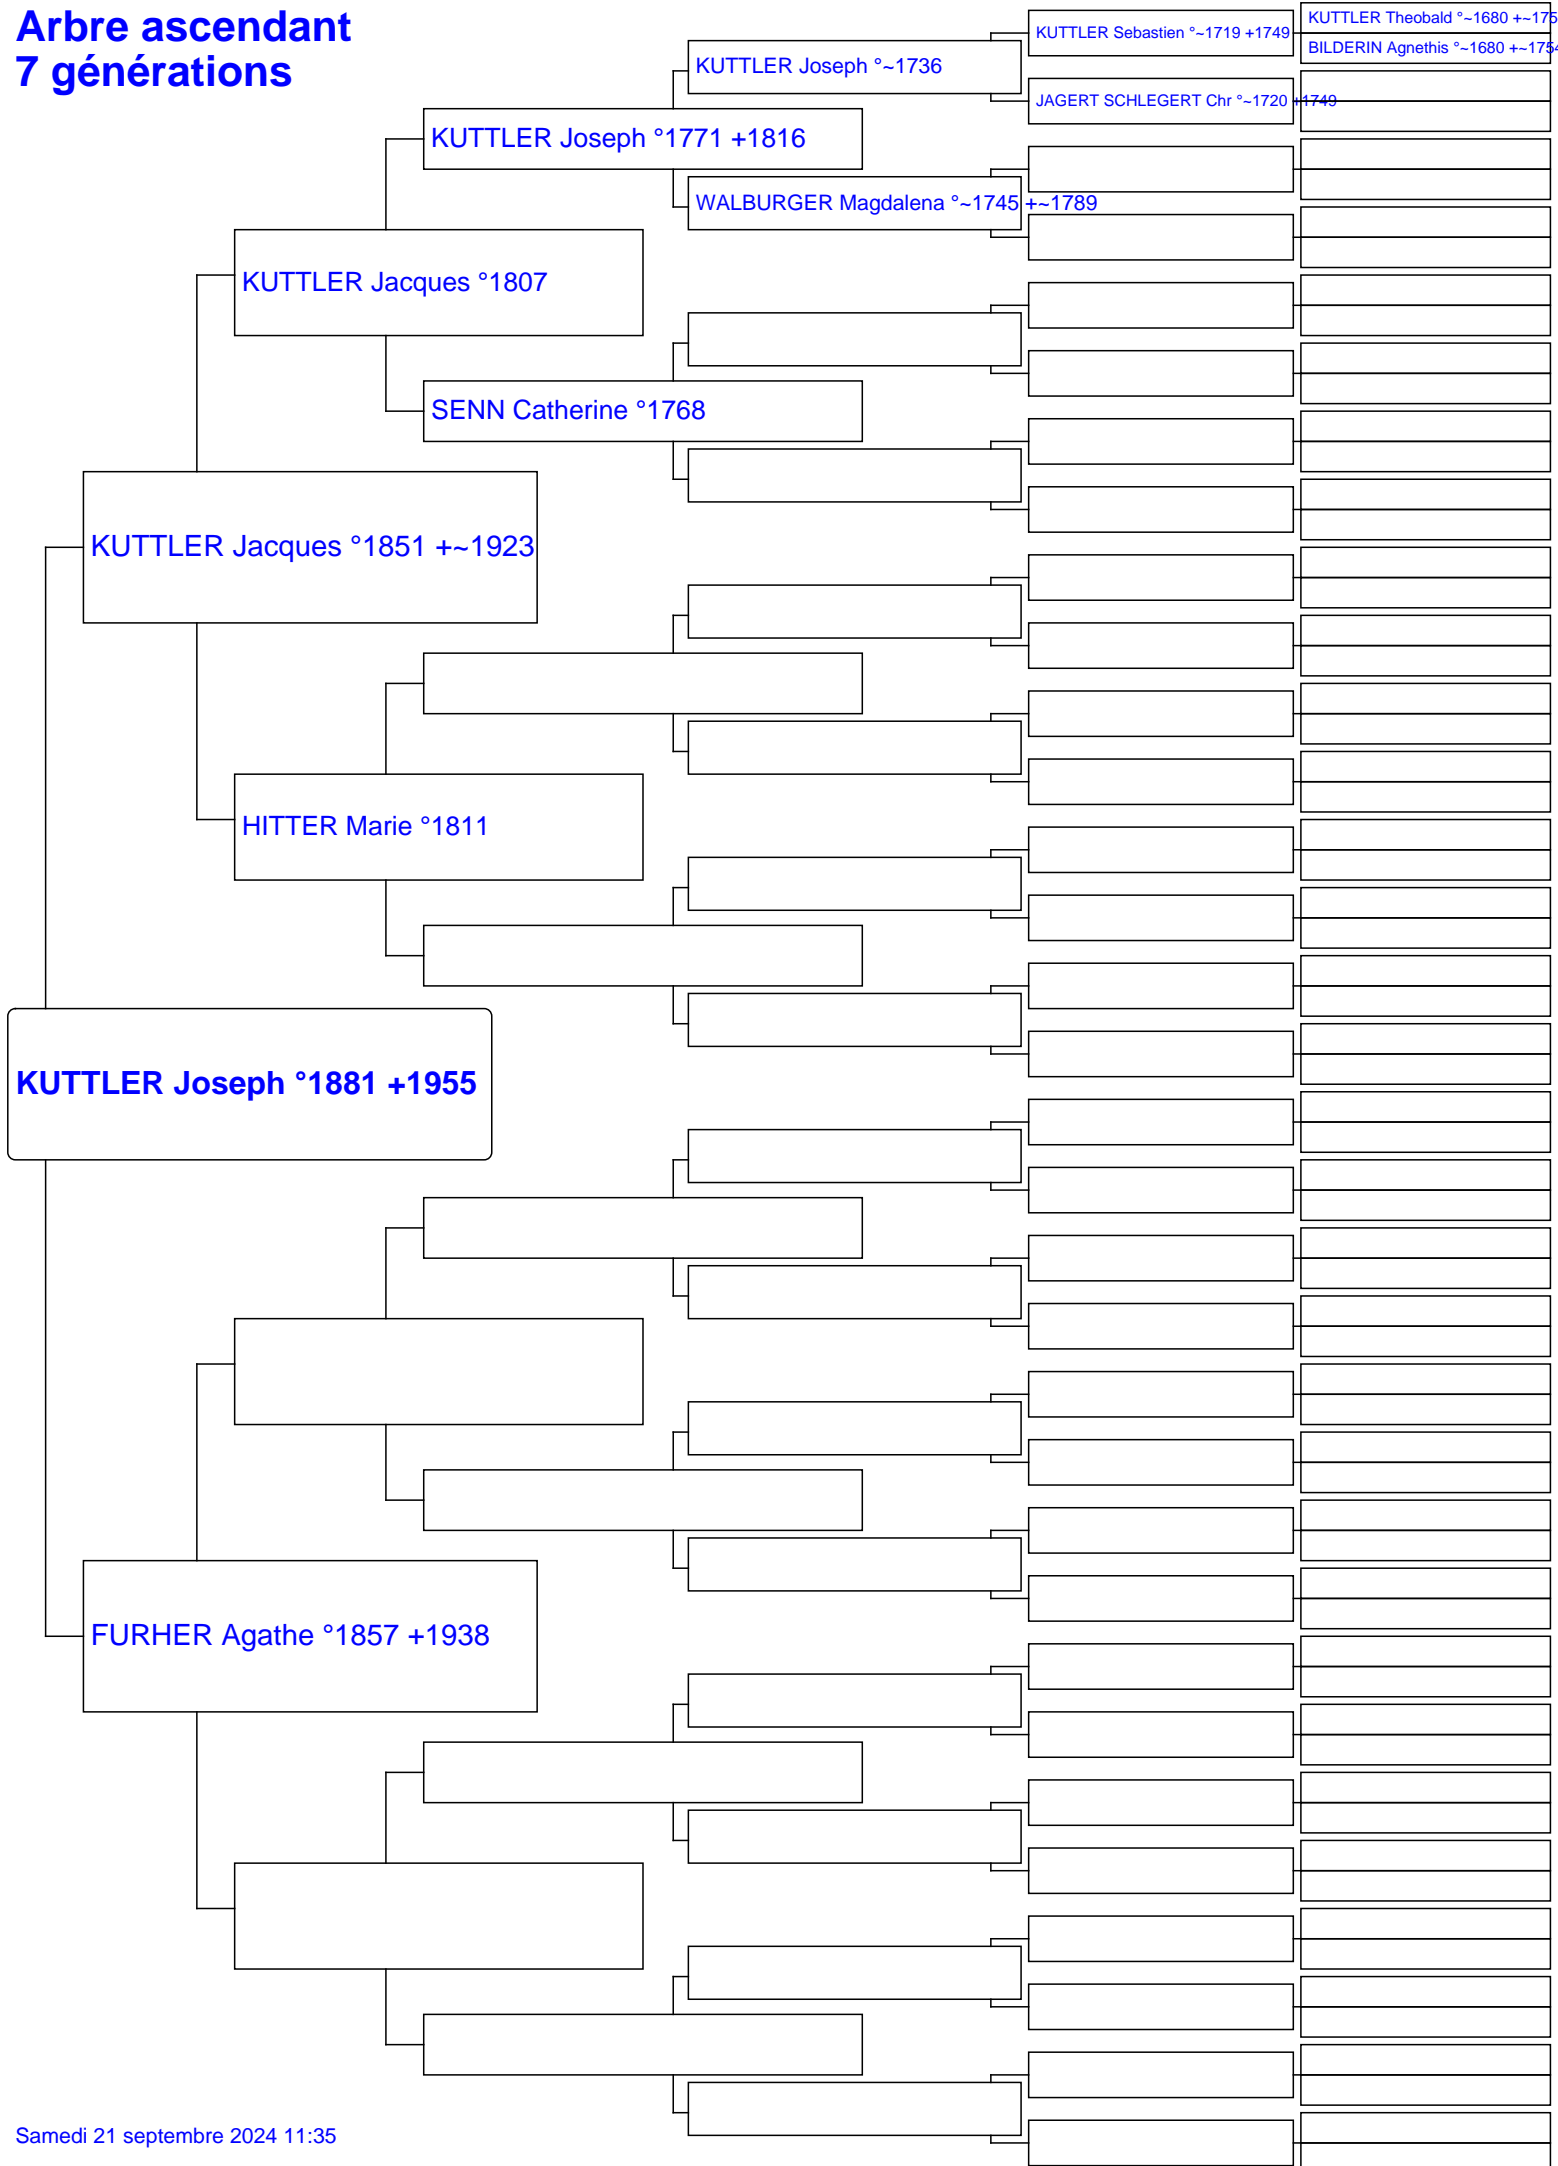 Arbre ascendant
7 générations
KUTTLER Theobald °~1680 +~175
BILDERIN Agnethis °~1680 +~1754
KUTTLER Sebastien °~1719 +1749
JAGERT SCHLEGERT Chr °~1720 +1749
KUTTLER Joseph °~1736
WALBURGER Magdalena °~1745 +~1789
KUTTLER Joseph °1771 +1816
KUTTLER Jacques °1807
SENN Catherine °1768
KUTTLER Jacques °1851 +~1923
HITTER Marie °1811
KUTTLER Joseph °1881 +1955
FURHER Agathe °1857 +1938
Samedi 21 septembre 2024 11:35